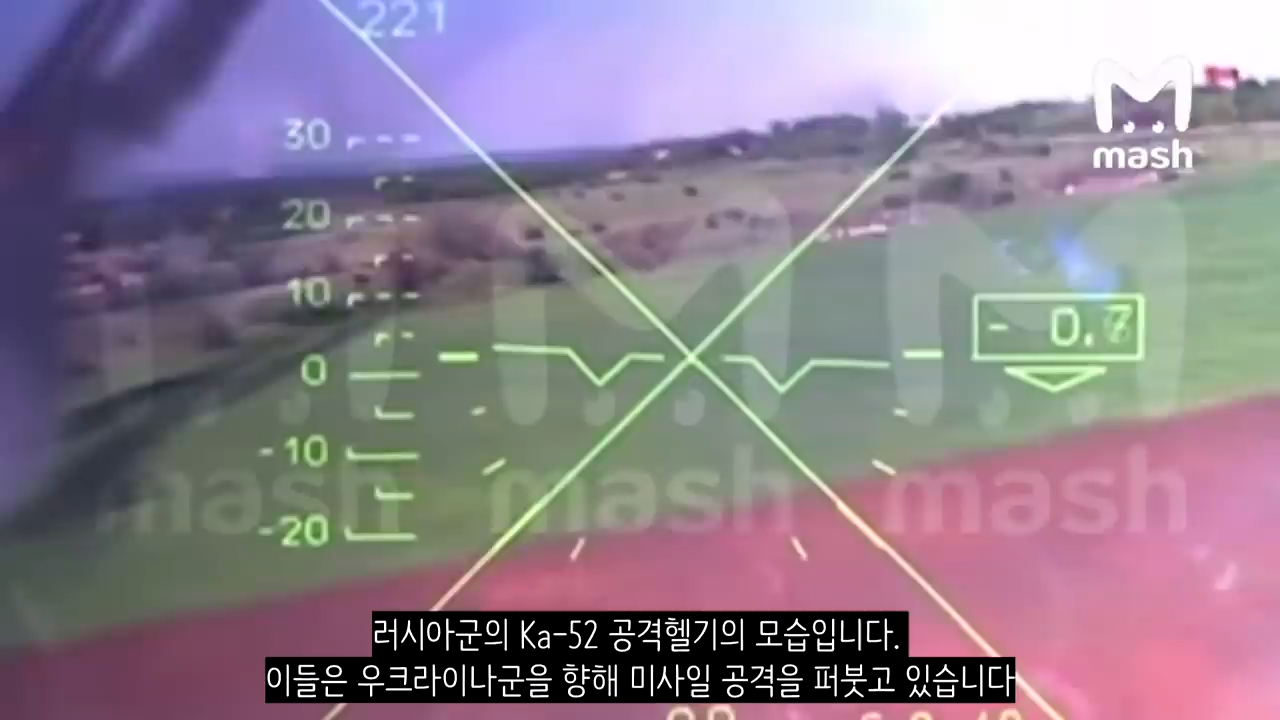 221
mash
30
20
10
0
-10
-20
- 0.
mash mash mash
러시아군의 Ka-52 공격헬기의 모습입니다.
이들은 우크라이나군을 향해 미사일 공격을 퍼붓고 있습니다